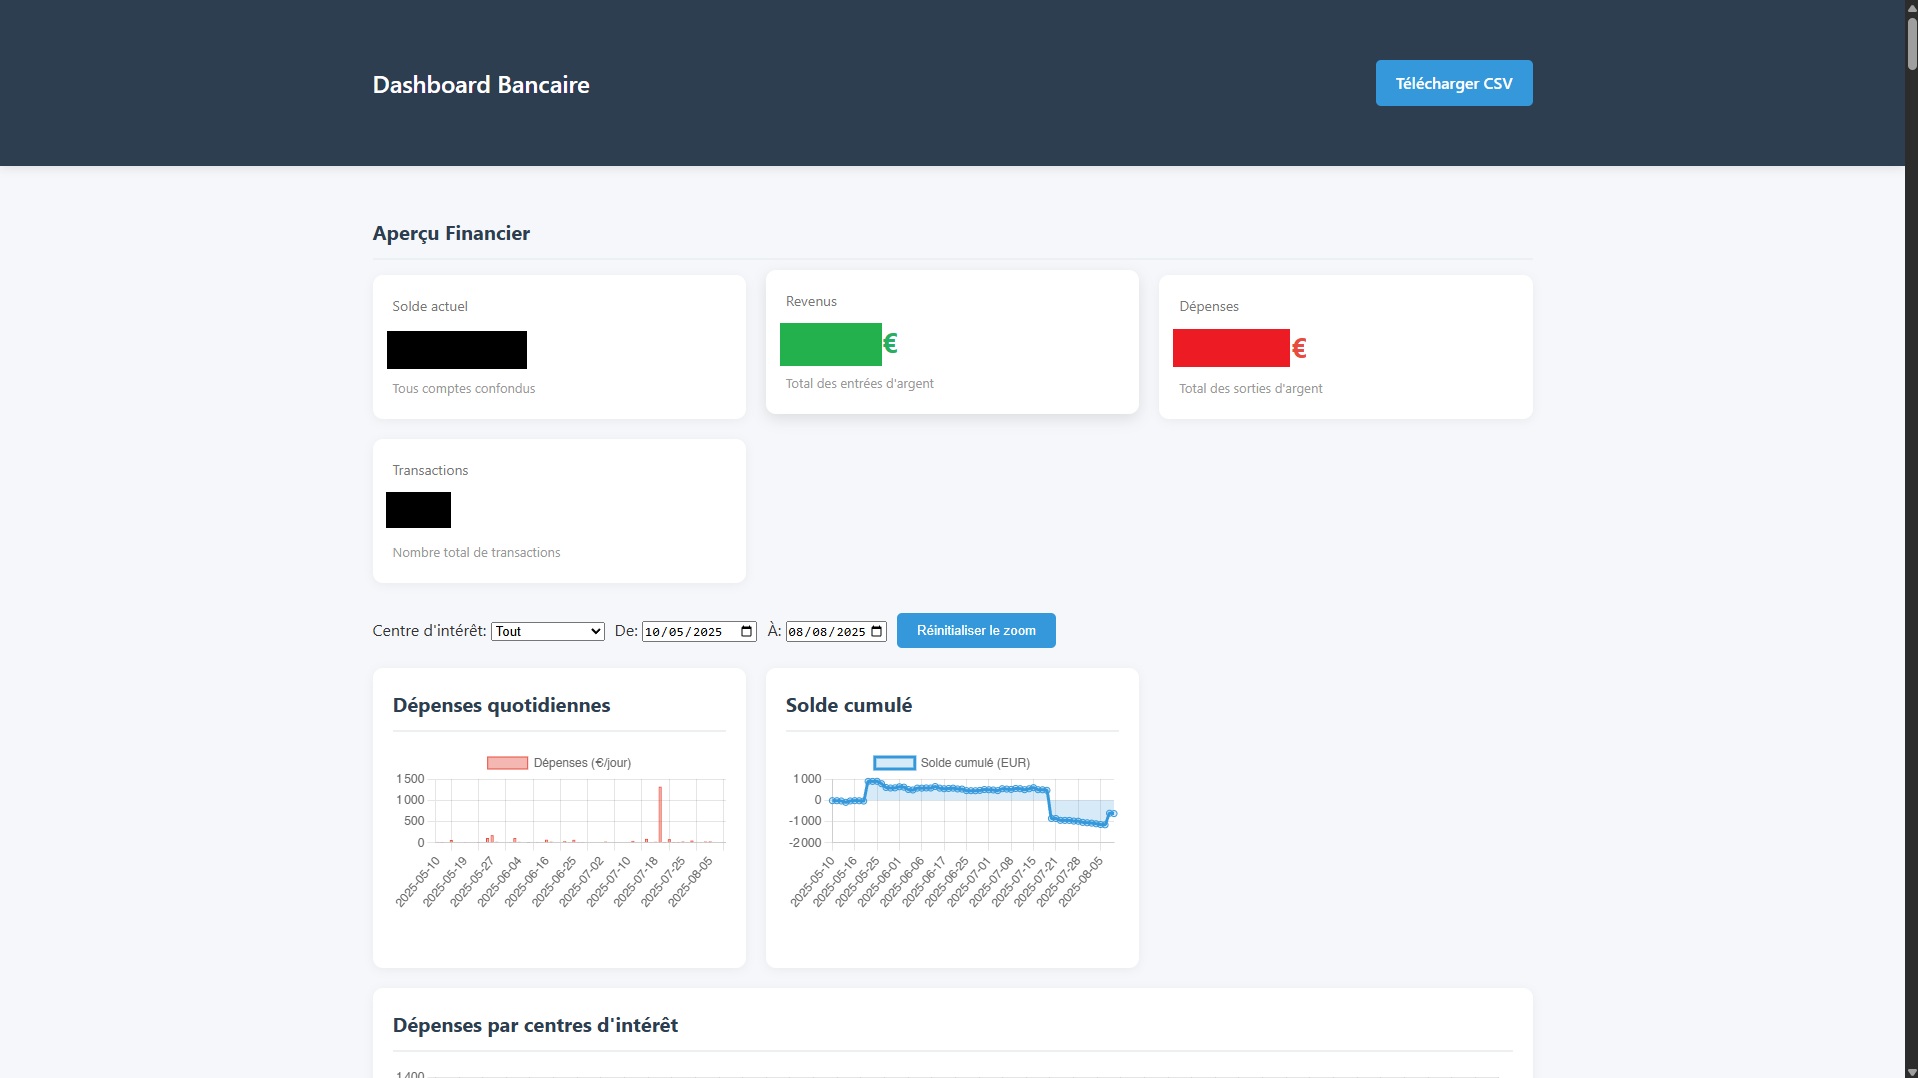 Dashboard Bancaire
Télécharger CSV
Aperçu Financier
Solde actuel
Tous comptes confondus
Revenus
€
Total des entrées d'argent
Dépenses
€
Total des sorties d'argent
Transactions
Nombre total de transactions
Centre d'intérêt: Tout De: 10/05/2025 À: 08/08/2025 Réinitialiser le zoom
Dépenses quotidiennes
Dépenses (€/jour)
1 500
1 000
500
0
2025-05-10
2025-05-19
2025-05-27
2025-06-04
2025-06-16
2025-06-25
2025-07-02
2025-07-10
2025-07-18
2025-07-25
2025-08-05
Solde cumulé
Solde cumulé (EUR)
1 000
0
-1 000
-2 000
2025-05-10
2025-05-16
2025-05-25
2025-06-01
2025-06-06
2025-06-17
2025-06-25
2025-07-01
2025-07-08
2025-07-15
2025-07-21
2025-07-28
2025-08-05
Dépenses par centres d'intérêt
1 400